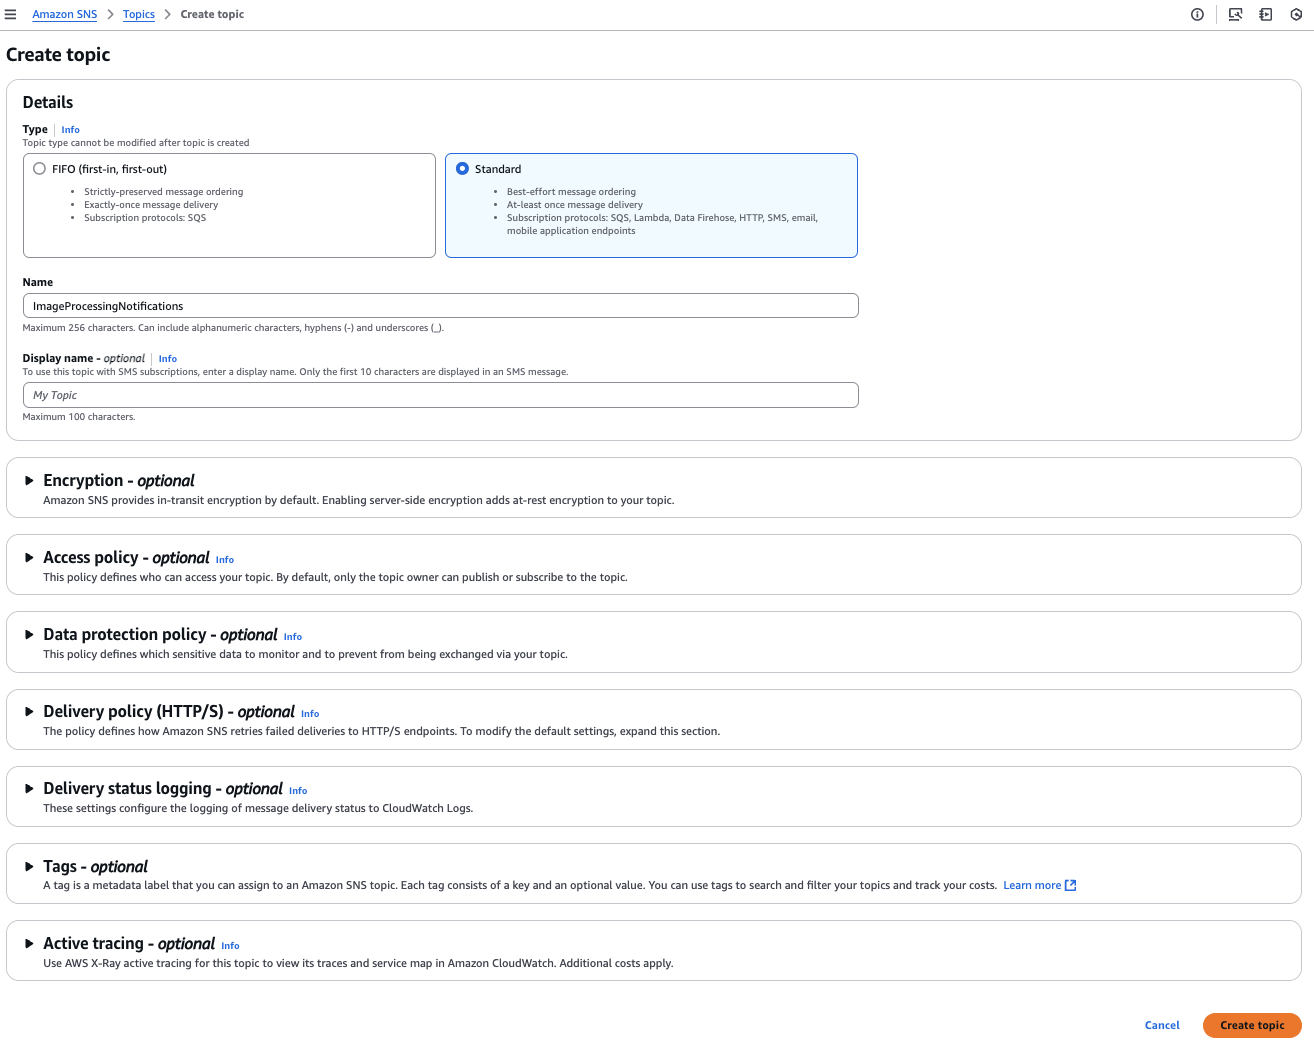 Amazon SNS > Topics > Create topic
Create topic
Details
Type | Info
Topic type cannot be modified after topic is created
FIFO (first-in, first-out)
• Strictly-preserved message ordering
• Exactly-once message delivery
• Subscription protocols: SQS
Standard
• Best-effort message ordering
• At-least once message delivery
• Subscription protocols: SQS, Lambda, Data Firehose, HTTP, SMS, email,
mobile application endpoints
Name
ImageProcessingNotifications
Maximum 256 characters. Can include alphanumeric characters, hyphens (-) and underscores (_).
Display name - optional | Info
To use this topic with SMS subscriptions, enter a display name. Only the first 10 characters are displayed in an SMS message.
My Topic
Maximum 100 characters.
Encryption - optional
Amazon SNS provides in-transit encryption by default. Enabling server-side encryption adds at-rest encryption to your topic.
Access policy - optional Info
This policy defines who can access your topic. By default, only the topic owner can publish or subscribe to the topic.
Data protection policy - optional Info
This policy defines which sensitive data to monitor and to prevent from being exchanged via your topic.
Delivery policy (HTTP/S) - optional Info
The policy defines how Amazon SNS retries failed deliveries to HTTP/S endpoints. To modify the default settings, expand this section.
Delivery status logging - optional Info
These settings configure the logging of message delivery status to CloudWatch Logs.
Tags - optional
A tag is a metadata label that you can assign to an Amazon SNS topic. Each tag consists of a key and an optional value. You can use tags to search and filter your topics and track your costs. Learn more
Active tracing - optional Info
Use AWS X-Ray active tracing for this topic to view its traces and service map in Amazon CloudWatch. Additional costs apply.
Cancel Create topic